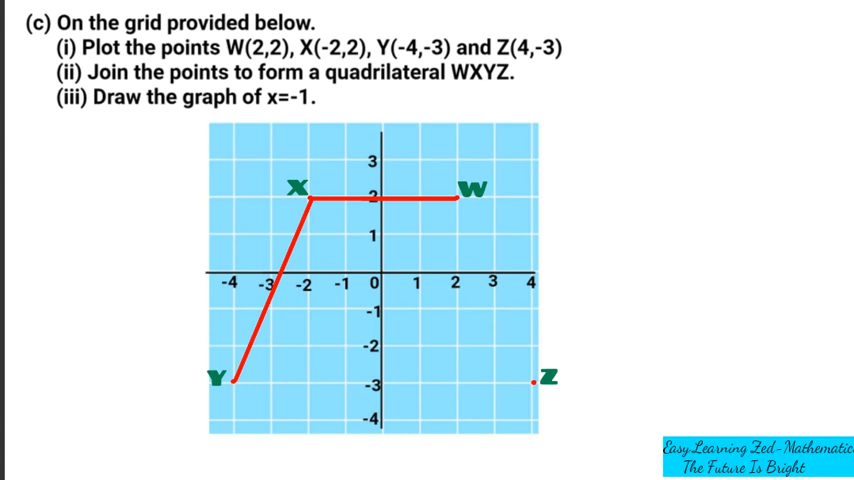 (c) On the grid provided below.
(i) Plot the points W(2,2), X(-2,2), Y(-4,-3) and Z(4,-3)
(ii) Join the points to form a quadrilateral WXYZ.
(iii) Draw the graph of x=-1.
3
X W
2
1
-4 -3 -2 -1 0 1 2 3 4
-1
-2
Y -3 Z
-4
Easy Learning Zed-Mathematic
The Future Is Bright